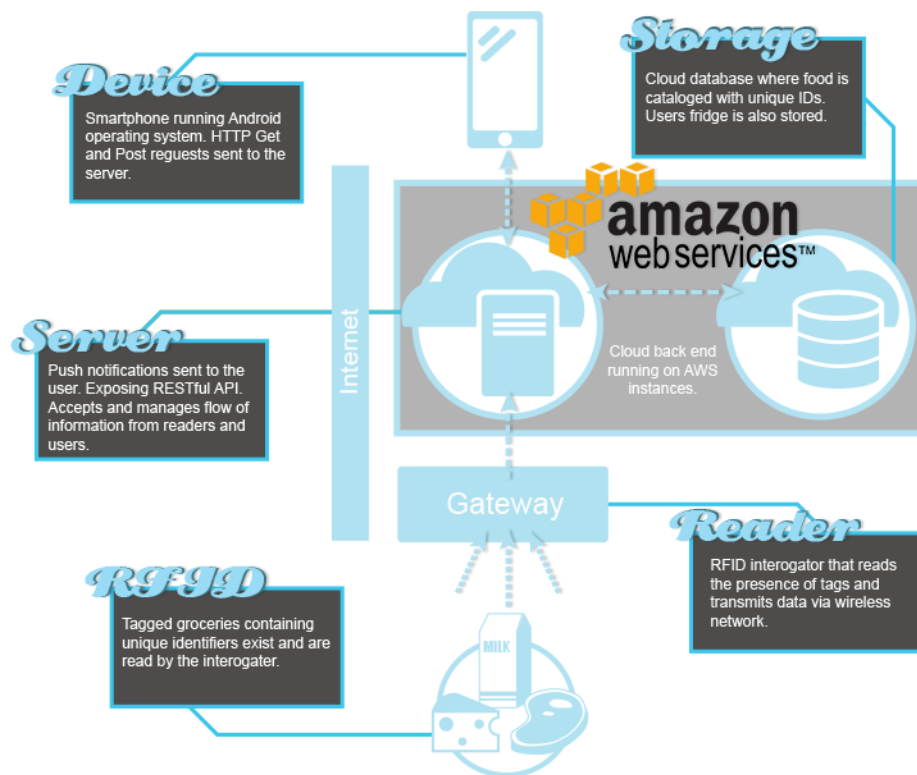 Storage
Cloud database where food is
cataloged with unique IDs.
Users fridge is also stored.
Device
Smartphone running Android
operating system. HTTP Get
and Post reguests sent to the
server.
amazon
web services™
Server
Push notifications sent to the
user. Exposing RESTful API.
Accepts and manages flow of
information from readers and
users.
Internet
Cloud back end
running on AWS
instances.
Gateway
Reader
RFID interogator that reads
the presence of tags and
transmits data via wireless
network.
RFID
Tagged groceries containing
unique identifiers exist and are
read by the interogater.
MILK